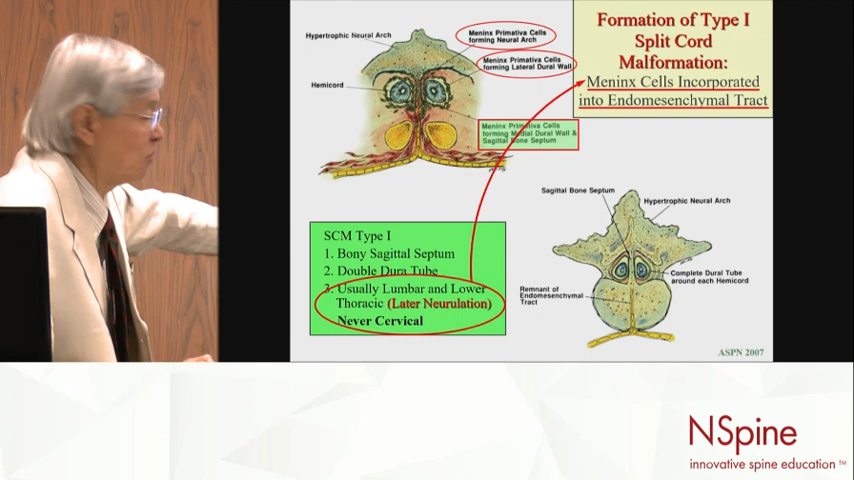 Hypertrophic Neural Arch
Meninx Primativa Cells
forming Neural Arch
Meninx Primativa Cells
forming Lateral Dural Wall
Hemicord
Meninx Primativa Cells
forming Medial Dural Wall &
Sagittal Bone Septum
Formation of Type I
Split Cord
Malformation:
Meninx Cells Incorporated
into Endomesenchymal Tract
SCM Type I
1. Bony Sagittal Septum
2. Double Dura Tube
3. Usually Lumbar and Lower
Thoracic (Later Neurulation)
Never Cervical
Sagittal Bone Septum
Hypertrophic Neural Arch
Complete Dural Tube
around each Hemicord
Remnant of
Endomesenchymal
Tract
ASPN 2007
NSpine
innovative spine education ™